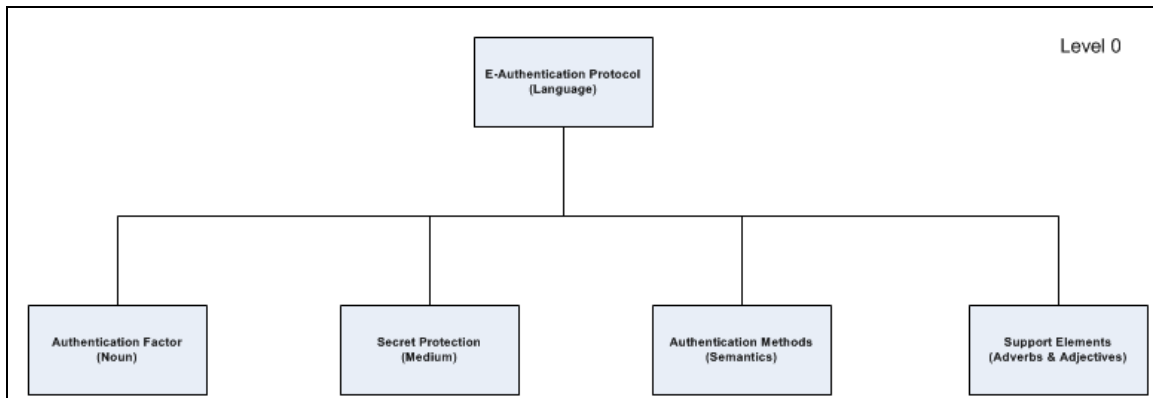 Level 0
E-Authentication Protocol
(Language)
Authentication Factor
(Noun)
Secret Protection
(Medium)
Authentication Methods
(Semantics)
Support Elements
(Adverbs & Adjectives)